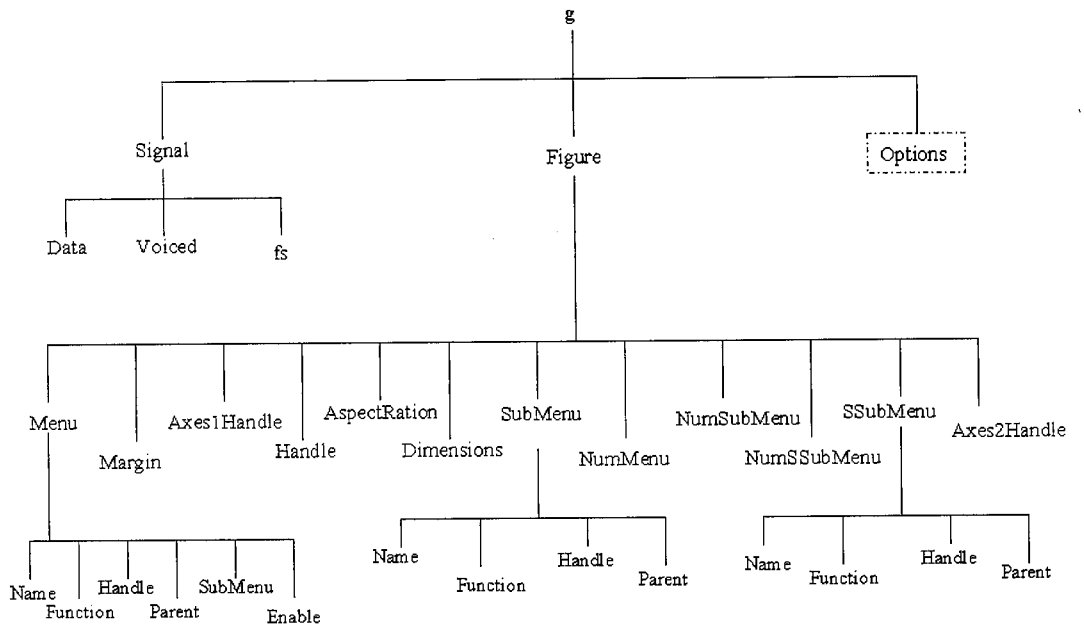 g
Signal
Figure
Options
Data
Voiced
fs
Menu
Margin
Axes1Handle
Handle
AspectRation
Dimensions
SubMenu
NumMenu
NumSubMenu
NumSSubMenu
SSubMenu
Axes2Handle
Name
Function
Handle
Parent
SubMenu
Enable
Name
Function
Handle
Parent
Name
Function
Handle
Parent